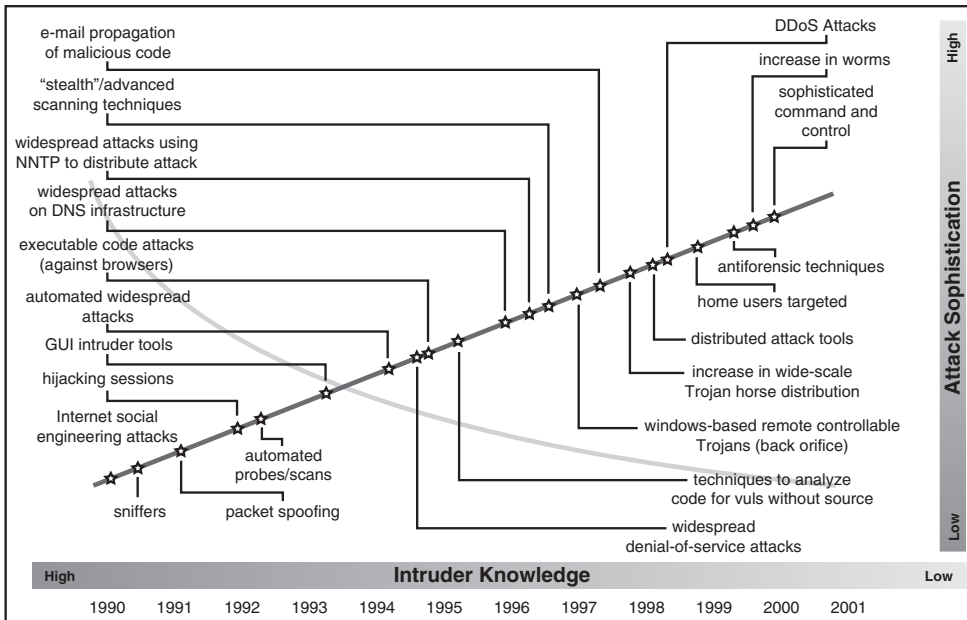 e-mail propagation
of malicious code
"stealth"/advanced
scanning techniques
widespread attacks using
NNTP to distribute attack
widespread attacks
on DNS infrastructure
executable code attacks
(against browsers)
automated widespread
attacks
GUI intruder tools
hijacking sessions
Internet social
engineering attacks
sniffers
automated
probes/scans
packet spoofing
DDoS Attacks
increase in worms
sophisticated
command and
control
antiforensic techniques
home users targeted
distributed attack tools
increase in wide-scale
Trojan horse distribution
windows-based remote controllable
Trojans (back orifice)
techniques to analyze
code for vuls without source
widespread
denial-of-service attacks
High
Attack Sophistication
Low
High
Intruder Knowledge
Low
1990 1991 1992 1993 1994 1995 1996 1997 1998 1999 2000 2001